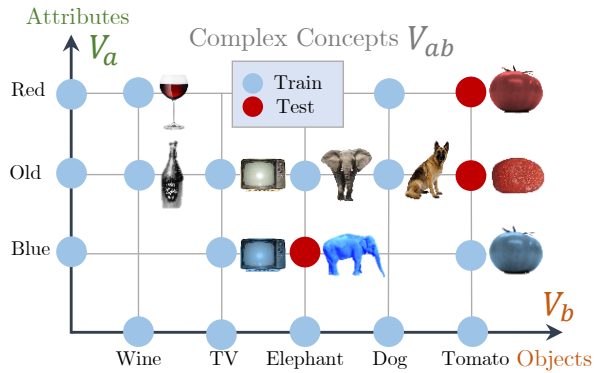 Attributes
V_a
Complex Concepts V_ab
Train
Test
Red
Old
Blue
V_b
Wine TV Elephant Dog Tomato Objects